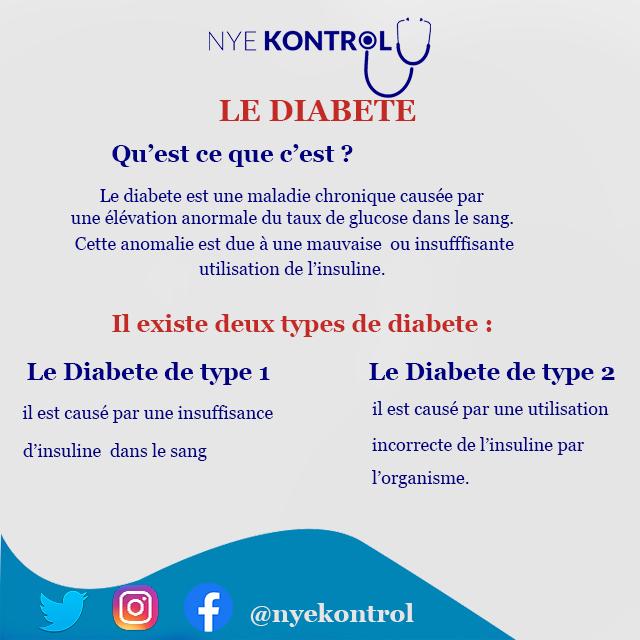 NYE KONTROL
LE DIABETE
Qu’est ce que c’est ?
Le diabete est une maladie chronique causée par
une élévation anormale du taux de glucose dans le sang.
Cette anomalie est due à une mauvaise ou insufffisante
utilisation de l’insuline.
Il existe deux types de diabete :
Le Diabete de type 1
il est causé par une insuffisance
d’insuline dans le sang
Le Diabete de type 2
il est causé par une utilisation
incorrecte de l’insuline par
l’organisme.
@nyekontrol